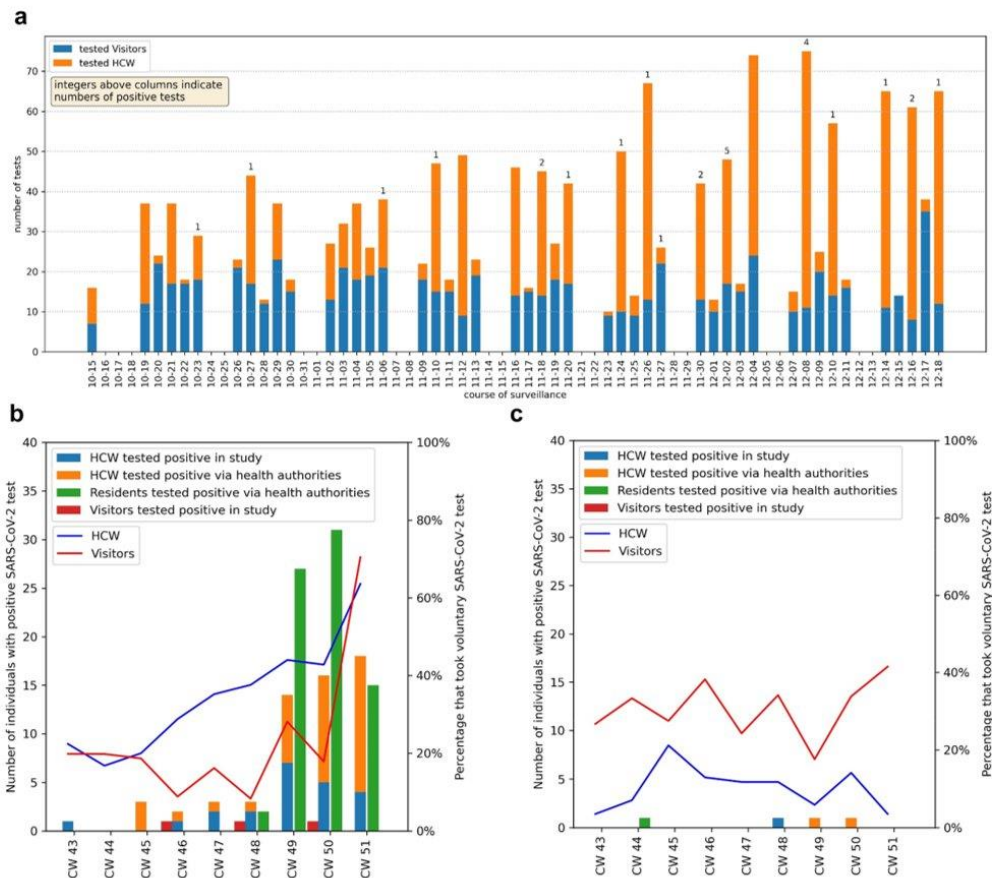 a
tested Visitors
tested HCW
integers above columns indicate
numbers of positive tests
number of tests
70
60
50
40
30
20
10
0
1
1
1
1
2
1
1
1
1
2
5
4
1
1
2
1
10-15
10-16
10-17
10-18
10-19
10-20
10-21
10-22
10-23
10-24
10-25
10-26
10-27
10-28
10-29
10-30
10-31
11-01
11-02
11-03
11-04
11-05
11-06
11-07
11-08
11-09
11-10
11-11
11-12
11-13
11-14
11-15
11-16
11-17
11-18
11-19
11-20
11-21
11-22
11-23
11-24
11-25
11-26
11-27
11-28
11-29
11-30
12-01
12-02
12-03
12-04
12-05
12-06
12-07
12-08
12-09
12-10
12-11
12-12
12-13
12-14
12-15
12-16
12-17
12-18
course of surveillance
b
HCW tested positive in study
HCW tested positive via health authorities
Residents tested positive via health authorities
Visitors tested positive in study
HCW
Visitors
Number of individuals with positive SARS-CoV-2 test
40
35
30
25
20
15
10
5
0
100%
80%
60%
40%
20%
0%
Percentage that took voluntary SARS-CoV-2 test
CW 43
CW 44
CW 45
CW 46
CW 47
CW 48
CW 49
CW 50
CW 51
c
HCW tested positive in study
HCW tested positive via health authorities
Residents tested positive via health authorities
Visitors tested positive in study
HCW
Visitors
Number of individuals with positive SARS-CoV-2 test
40
35
30
25
20
15
10
5
0
100%
80%
60%
40%
20%
0%
Percentage that took voluntary SARS-CoV-2 test
CW 43
CW 44
CW 45
CW 46
CW 47
CW 48
CW 49
CW 50
CW 51